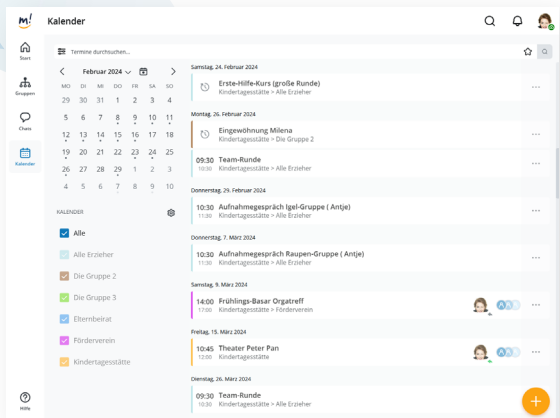 m!
Kalender
Start
Gruppen
Chats
Kalender
Hilfe
Termine durchsuchen...
Februar 2024
MO DI MI DO FR SA SO
29 30 31 1 2 3 4
5 6 7 8 9 10 11
12 13 14 15 16 17 18
19 20 21 22 23 24 25
26 27 28 29 1 2 3
4 5 6 7 8 9 10
KALENDER
Alle
Alle Erzieher
Die Gruppe 2
Die Gruppe 3
Elternbeirat
Förderverein
Kindertagesstätte
Samstag, 24. Februar 2024
Erste-Hilfe-Kurs (große Runde)
Kindertagesstätte > Alle Erzieher
Montag, 26. Februar 2024
Eingewöhnung Milena
Kindertagesstätte > Die Gruppe 2
09:30 Team-Runde
10:30 Kindertagesstätte > Alle Erzieher
Donnerstag, 29. Februar 2024
10:30 Aufnahmegespräch Igel-Gruppe ( Antje)
11:30 Kindertagesstätte > Alle Erzieher
Donnerstag, 7. März 2024
10:30 Aufnahmegespräch Raupen-Gruppe ( Antje)
11:30 Kindertagesstätte > Alle Erzieher
Samstag, 9. März 2024
14:00 Frühlings-Basar Orgatreff
17:00 Kindertagesstätte > Förderverein
Freitag, 15. März 2024
10:45 Theater Peter Pan
12:00 Kindertagesstätte
Dienstag, 26. März 2024
09:30 Team-Runde
10:30 Kindertagesstätte > Alle Erzieher